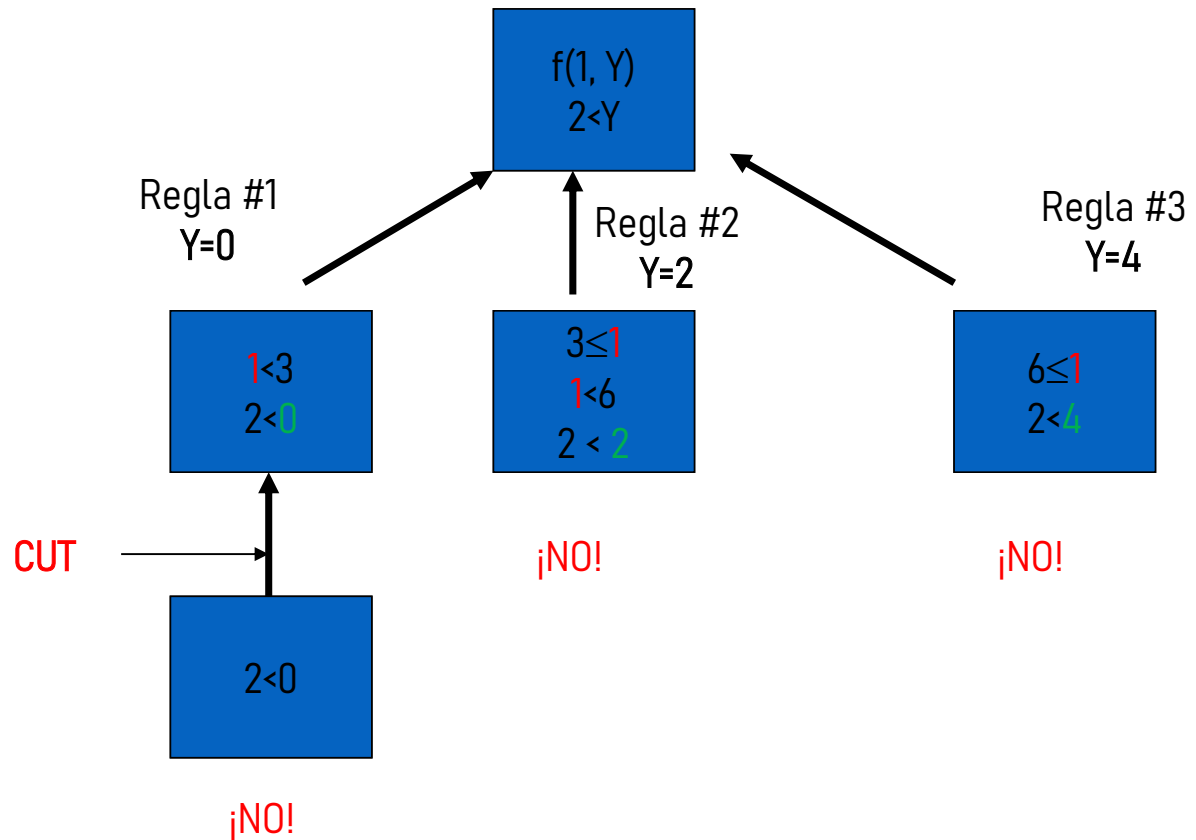 f(1, Y)
2<Y
Regla #1
Y=0
Regla #2
Y=2
Regla #3
Y=4
1<3
2<0
3≤1
1<6
2 < 2
6≤1
2<4
CUT
¡NO!
¡NO!
2<0
¡NO!